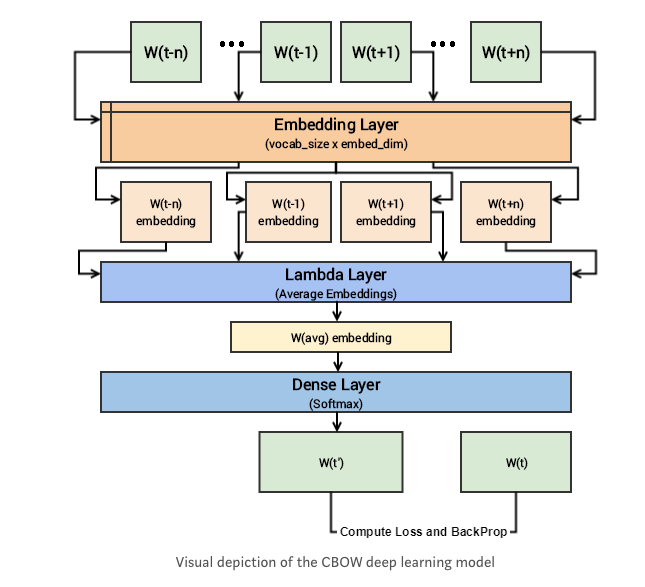 W(t-n) ••• W(t-1) W(t+1) ••• W(t+n)
Embedding Layer
(vocab_size x embed_dim)
W(t-n) embedding
W(t-1) embedding
W(t+1) embedding
W(t+n) embedding
Lambda Layer
(Average Embeddings)
W(avg) embedding
Dense Layer
(Softmax)
W(t') W(t)
Compute Loss and BackProp
Visual depiction of the CBOW deep learning model